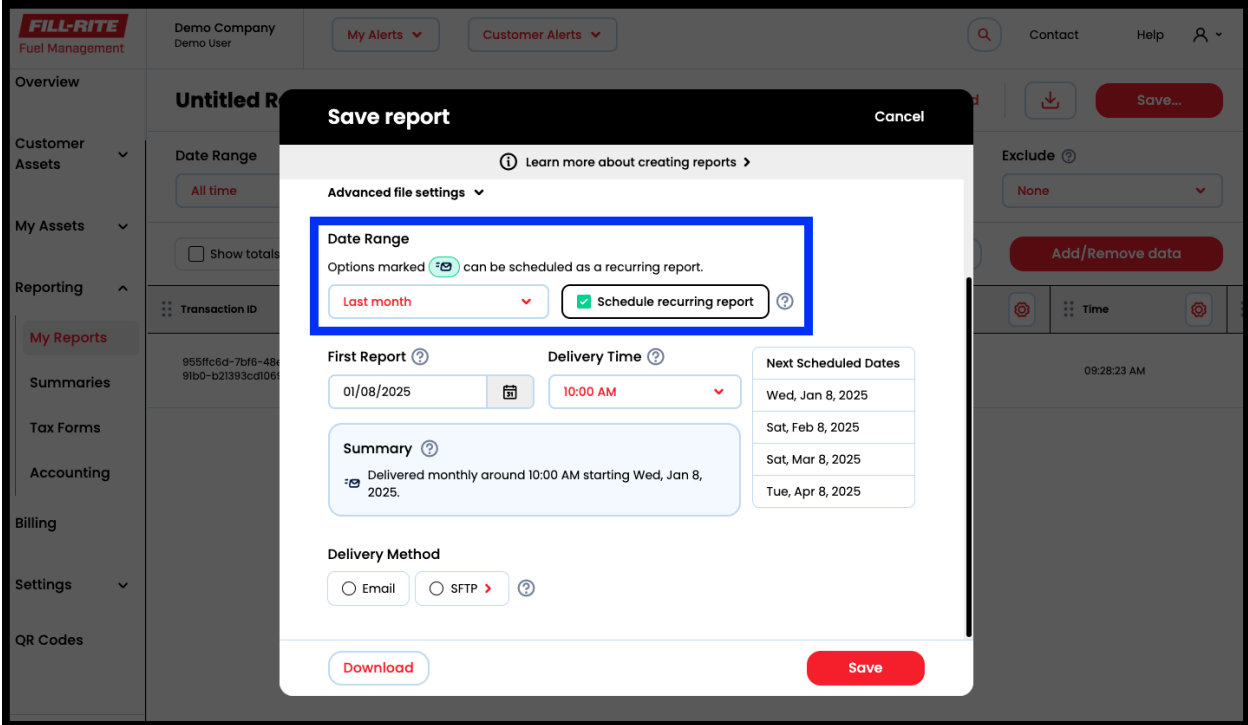 FILL-RITE
Fuel Management
Demo Company
Demo User
My Alerts
Customer Alerts
Contact
Help
Overview
Customer
Assets
My Assets
Reporting
My Reports
Summaries
Tax Forms
Accounting
Billing
Settings
QR Codes
Untitled R
Save...
Date Range
All time
Exclude
None
Show totals
Add/Remove data
Transaction ID
Time
955ffc6d-7bf6-48e
91b0-b21393cd1069
09:28:23 AM
Save report
Cancel
Learn more about creating reports
Advanced file settings
Date Range
Options marked can be scheduled as a recurring report.
Last month
Schedule recurring report
First Report
Delivery Time
01/08/2025
31
10:00 AM
Next Scheduled Dates
Wed, Jan 8, 2025
Sat, Feb 8, 2025
Sat, Mar 8, 2025
Tue, Apr 8, 2025
Summary
Delivered monthly around 10:00 AM starting Wed, Jan 8,
2025.
Delivery Method
Email
SFTP
Download
Save